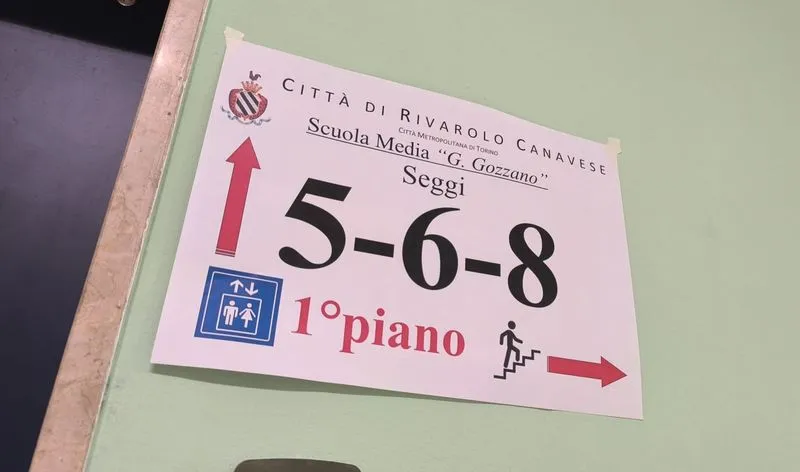 CITTÀ DI RIVAROLO CANAVESE
CITTÀ METROPOLITANA DI TORINO
Scuola Media "G. Gozzano"
Seggi
5-6-8
1°piano